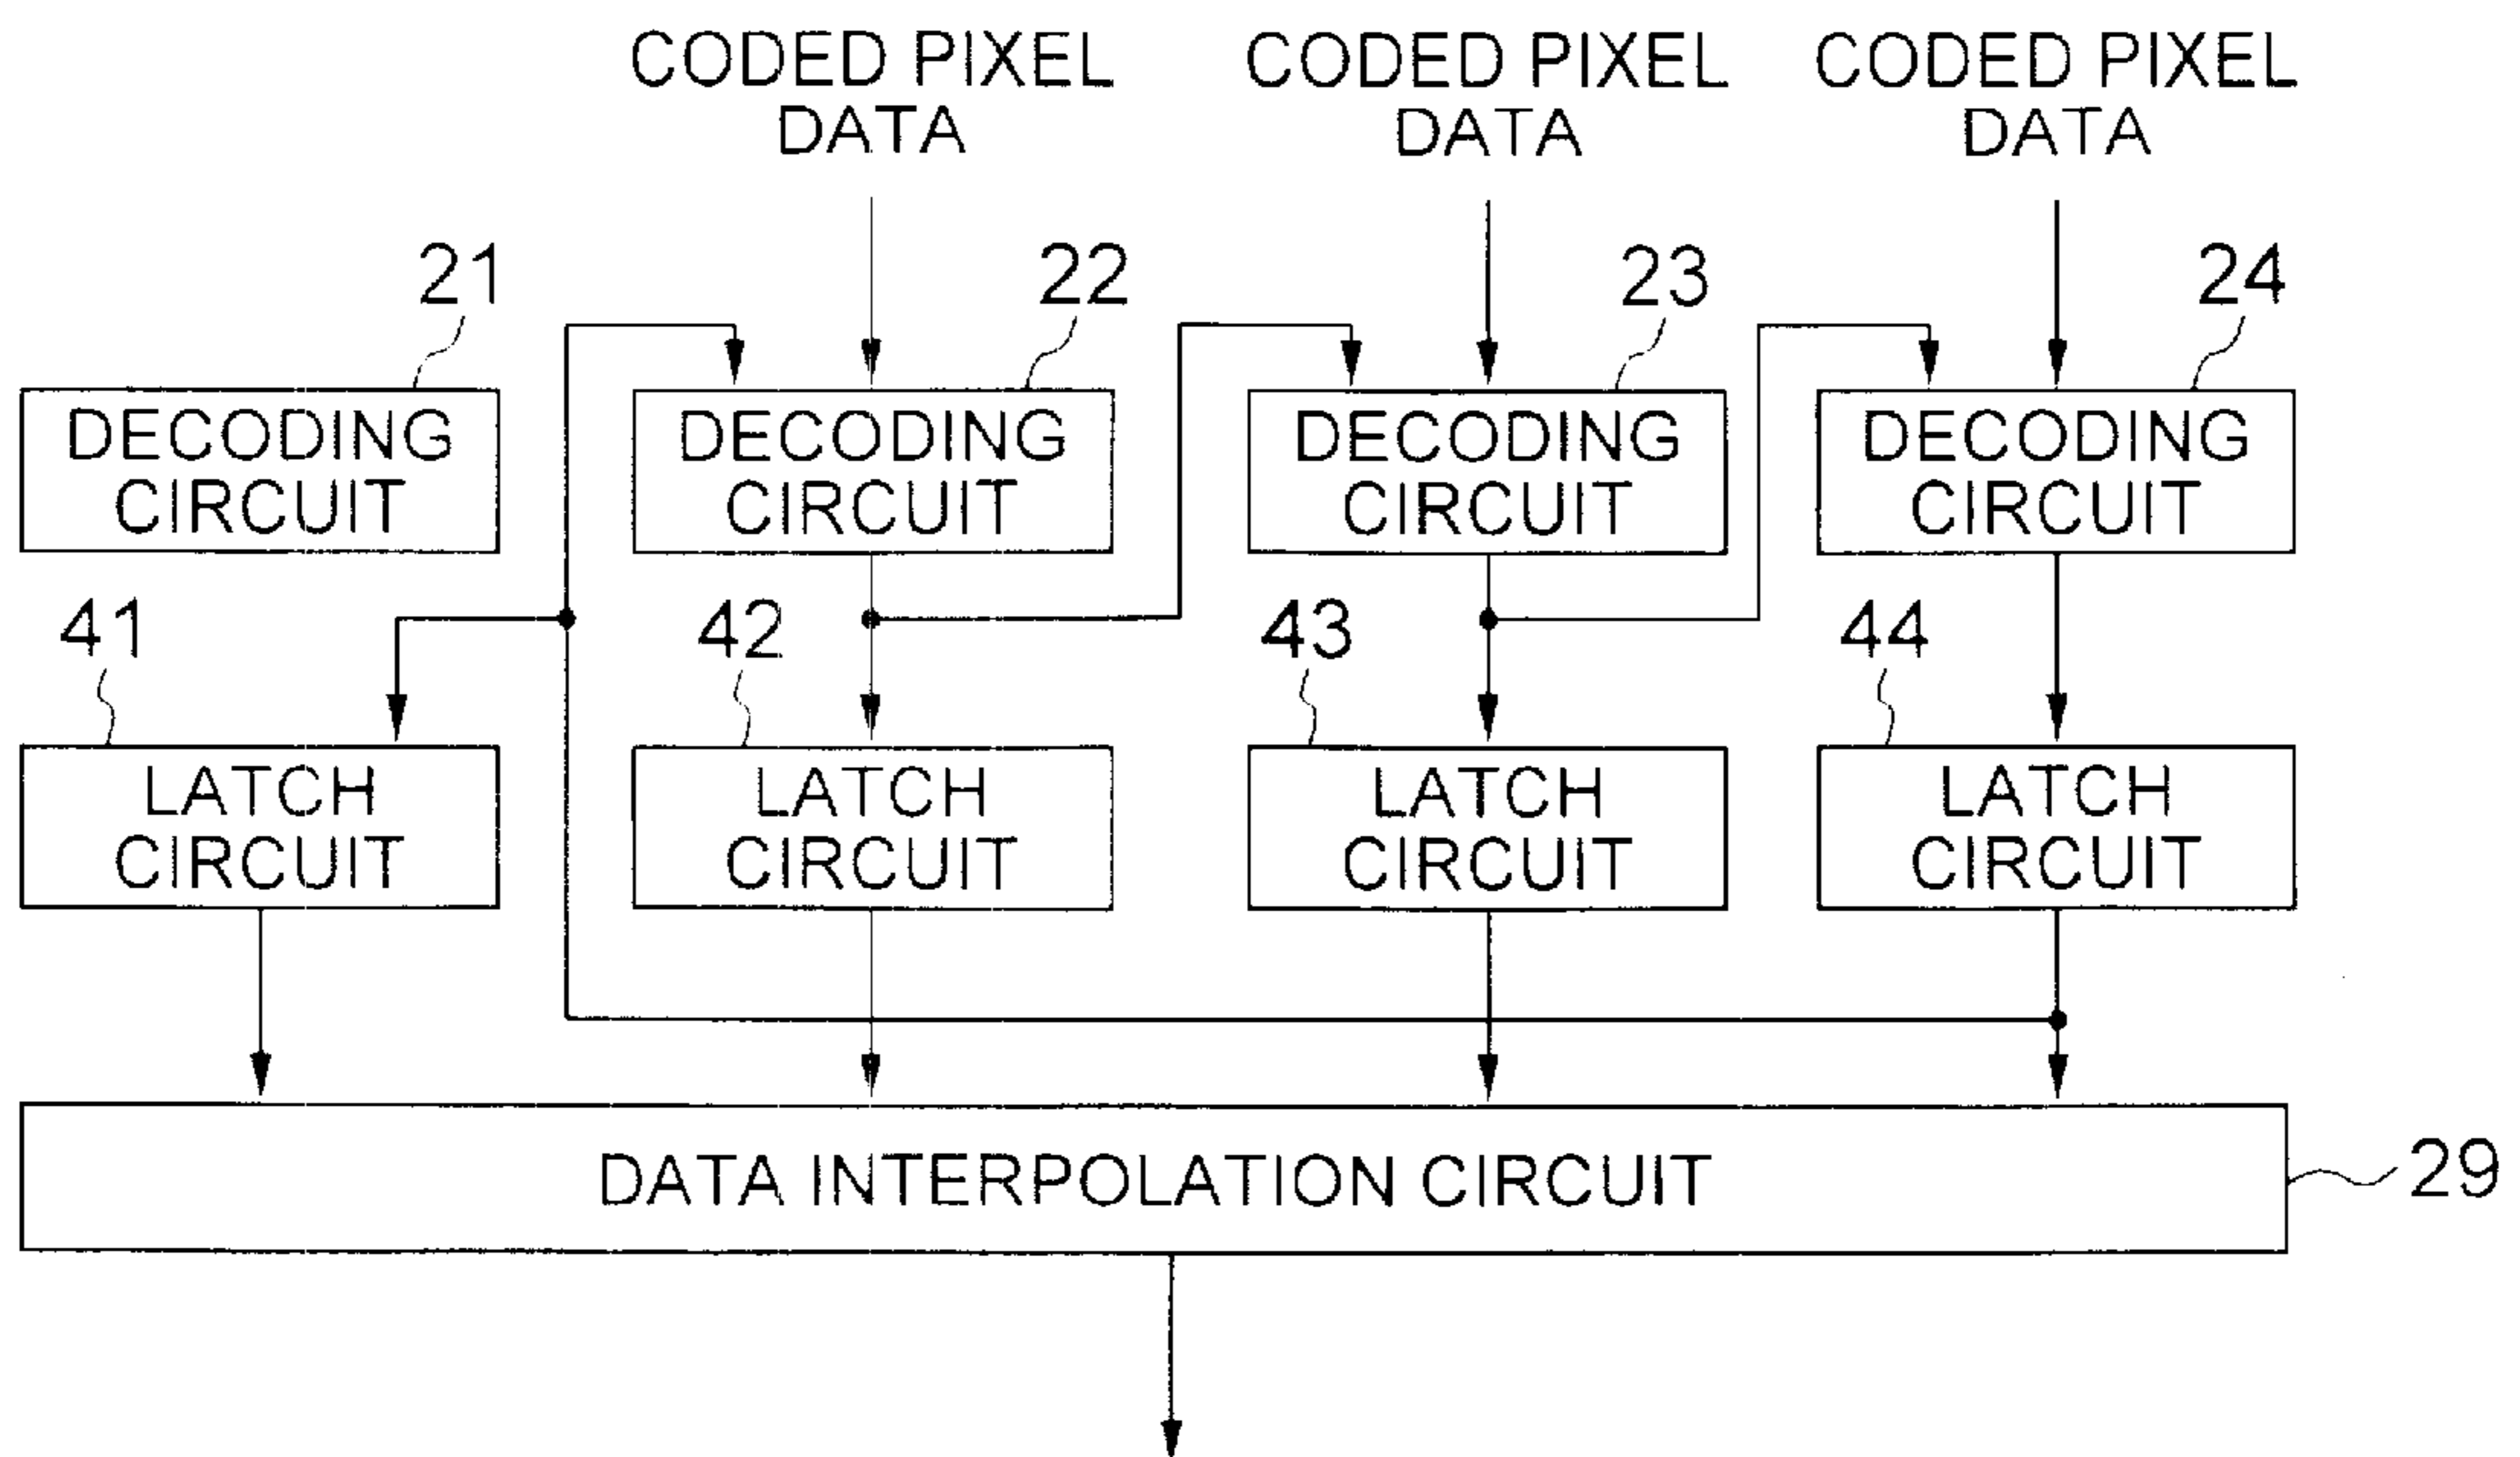 CODED PIXEL
DATA
CODED PIXEL
DATA
CODED PIXEL
DATA
21
22
23
24
DECODING
CIRCUIT
DECODING
CIRCUIT
DECODING
CIRCUIT
DECODING
CIRCUIT
41
42
43
44
LATCH
CIRCUIT
LATCH
CIRCUIT
LATCH
CIRCUIT
LATCH
CIRCUIT
DATA INTERPOLATION CIRCUIT
29